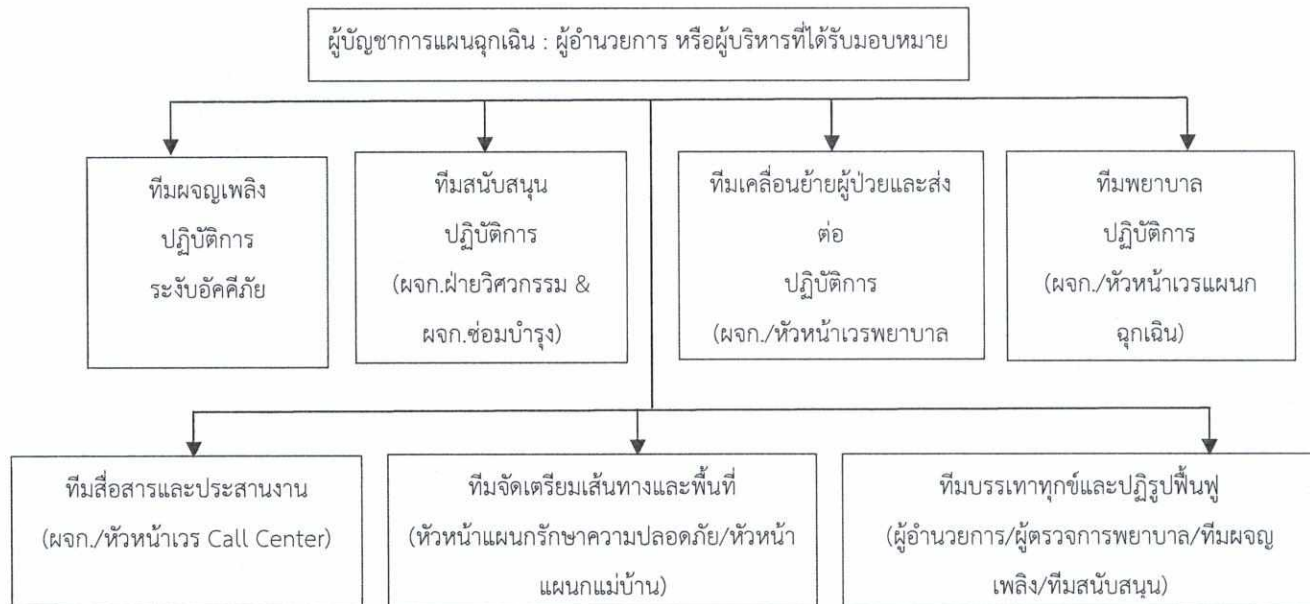 ผู้บัญชาการแผนฉุกเฉิน : ผู้อำนวยการ หรือผู้บริหารที่ได้รับมอบหมาย
ทีมผจญเพลิง
ปฏิบัติการ
ระงับอัคคีภัย
ทีมสนับสนุน
ปฏิบัติการ
(ผจก.ฝ่ายวิศวกรรม &
ผจก.ซ่อมบำรุง)
ทีมเคลื่อนย้ายผู้ป่วยและส่ง
ต่อ
ปฏิบัติการ
(ผจก./หัวหน้าเวรพยาบาล
ทีมพยาบาล
ปฏิบัติการ
(ผจก./หัวหน้าเวรแผนก
ฉุกเฉิน)
ทีมสื่อสารและประสานงาน
(ผจก./หัวหน้าเวร Call Center)
ทีมจัดเตรียมเส้นทางและพื้นที่
(หัวหน้าแผนกรักษาความปลอดภัย/หัวหน้า
แผนกแม่บ้าน)
ทีมบรรเทาทุกข์และปฏิรูปฟื้นฟู
(ผู้อำนวยการ/ผู้ตรวจการพยาบาล/ทีมผจญ
เพลิง/ทีมสนับสนุน)